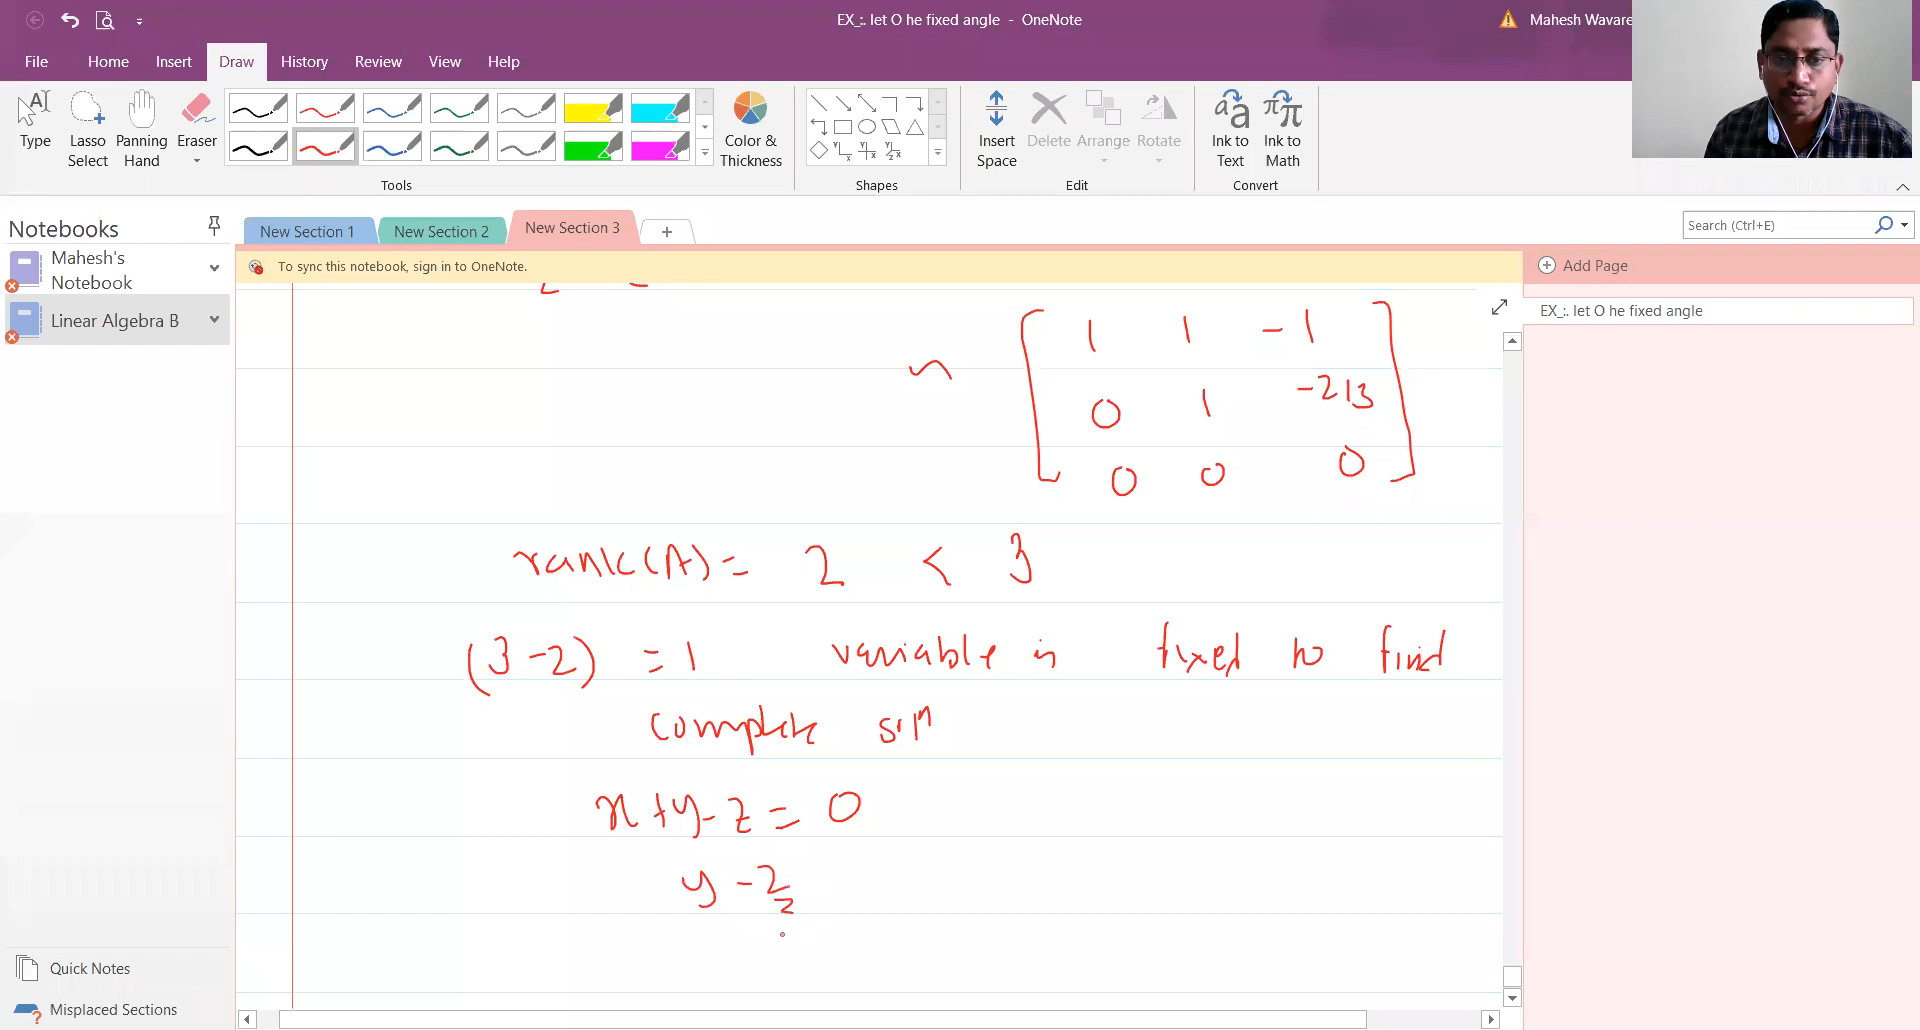 EX_:. let O he fixed angle - OneNote
Mahesh Wavare
File Home Insert Draw History Review View Help
Type
Lasso Select
Panning Hand
Eraser
Color & Thickness
Insert Space
Delete
Arrange
Rotate
Ink to Text
Ink to Math
Tools
Shapes
Edit
Convert
Notebooks
New Section 1
New Section 2
New Section 3
+
Search (Ctrl+E)
Mahesh's Notebook
Linear Algebra B
To sync this notebook, sign in to OneNote.
Add Page
EX_:. let O he fixed angle
1 1 -1
~
0 1 -2/3
0 0 0
rank(A) = 2 < 3
(3-2) = 1 variable is fixed to find
complete soln
x+y-z = 0
y - 2
Quick Notes
Misplaced Sections